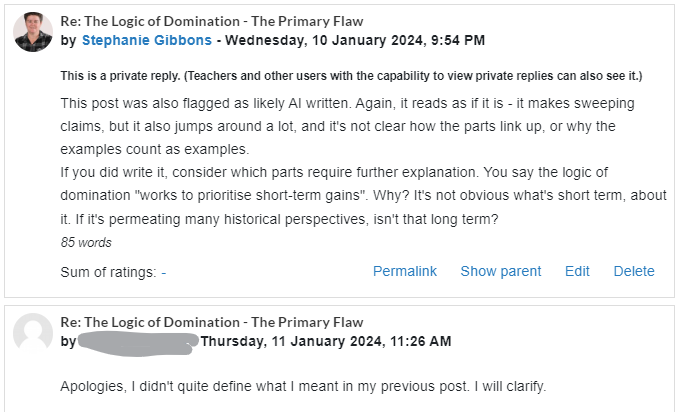 Re: The Logic of Domination - The Primary Flaw
by Stephanie Gibbons - Wednesday, 10 January 2024, 9:54 PM
This is a private reply. (Teachers and other users with the capability to view private replies can also see it.)
This post was also flagged as likely AI written. Again, it reads as if it is - it makes sweeping
claims, but it also jumps around a lot, and it's not clear how the parts link up, or why the
examples count as examples.
If you did write it, consider which parts require further explanation. You say the logic of
domination "works to prioritise short-term gains". Why? It's not obvious what's short term, about
it. If it's permeating many historical perspectives, isn't that long term?
85 words
Sum of ratings: -
Permalink Show parent Edit Delete
Re: The Logic of Domination - The Primary Flaw
by Thursday, 11 January 2024, 11:26 AM
Apologies, I didn't quite define what I meant in my previous post. I will clarify.